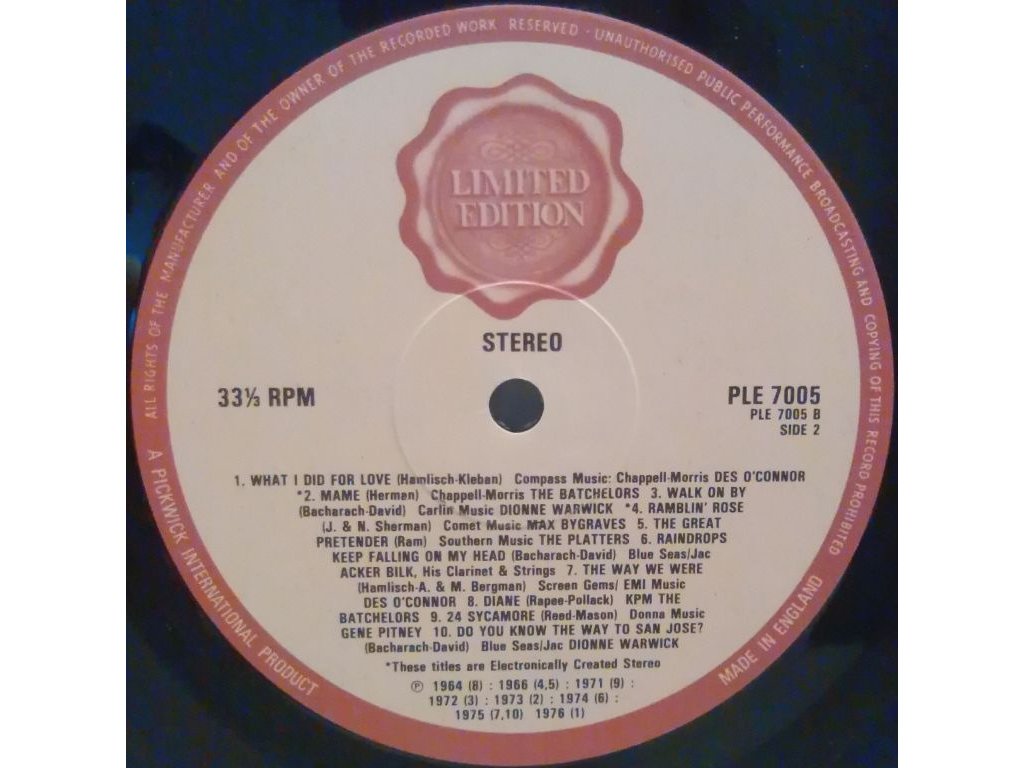 ALL RIGHTS OF THE MANUFACTURER AND OF THE OWNER OF THE RECORDED WORK RESERVED · UNAUTHORISED PUBLIC PERFORMANCE BROADCASTING AND COPYING OF THIS RECORD PROHIBITED
LIMITED
EDITION
STEREO
33⅓ RPM
PLE 7005
PLE 7005 B
SIDE 2
1. WHAT I DID FOR LOVE (Hamlisch-Kleban) Compass Music: Chappell-Morris DES O'CONNOR
*2. MAME (Herman) Chappell-Morris THE BATCHELORS 3. WALK ON BY
(Bacharach-David) Carlin Music DIONNE WARWICK *4. RAMBLIN' ROSE
(J. & N. Sherman) Comet Music MAX BYGRAVES 5. THE GREAT
PRETENDER (Ram) Southern Music THE PLATTERS 6. RAINDROPS
KEEP FALLING ON MY HEAD (Bacharach-David) Blue Seas/Jac
ACKER BILK, His Clarinet & Strings 7. THE WAY WE WERE
(Hamlisch-A. & M. Bergman) Screen Gems/ EMI Music
DES O'CONNOR 8. DIANE (Rapee-Pollack) KPM THE
BATCHELORS 9. 24 SYCAMORE (Reed-Mason) Donna Music
GENE PITNEY 10. DO YOU KNOW THE WAY TO SAN JOSE?
(Bacharach-David) Blue Seas/Jac DIONNE WARWICK
*These titles are Electronically Created Stereo
℗ 1964 (8) : 1966 (4,5) : 1971 (9) :
1972 (3) : 1973 (2) : 1974 (6) :
1975 (7,10) 1976 (1)
A PICKWICK INTERNATIONAL PRODUCT
MADE IN ENGLAND